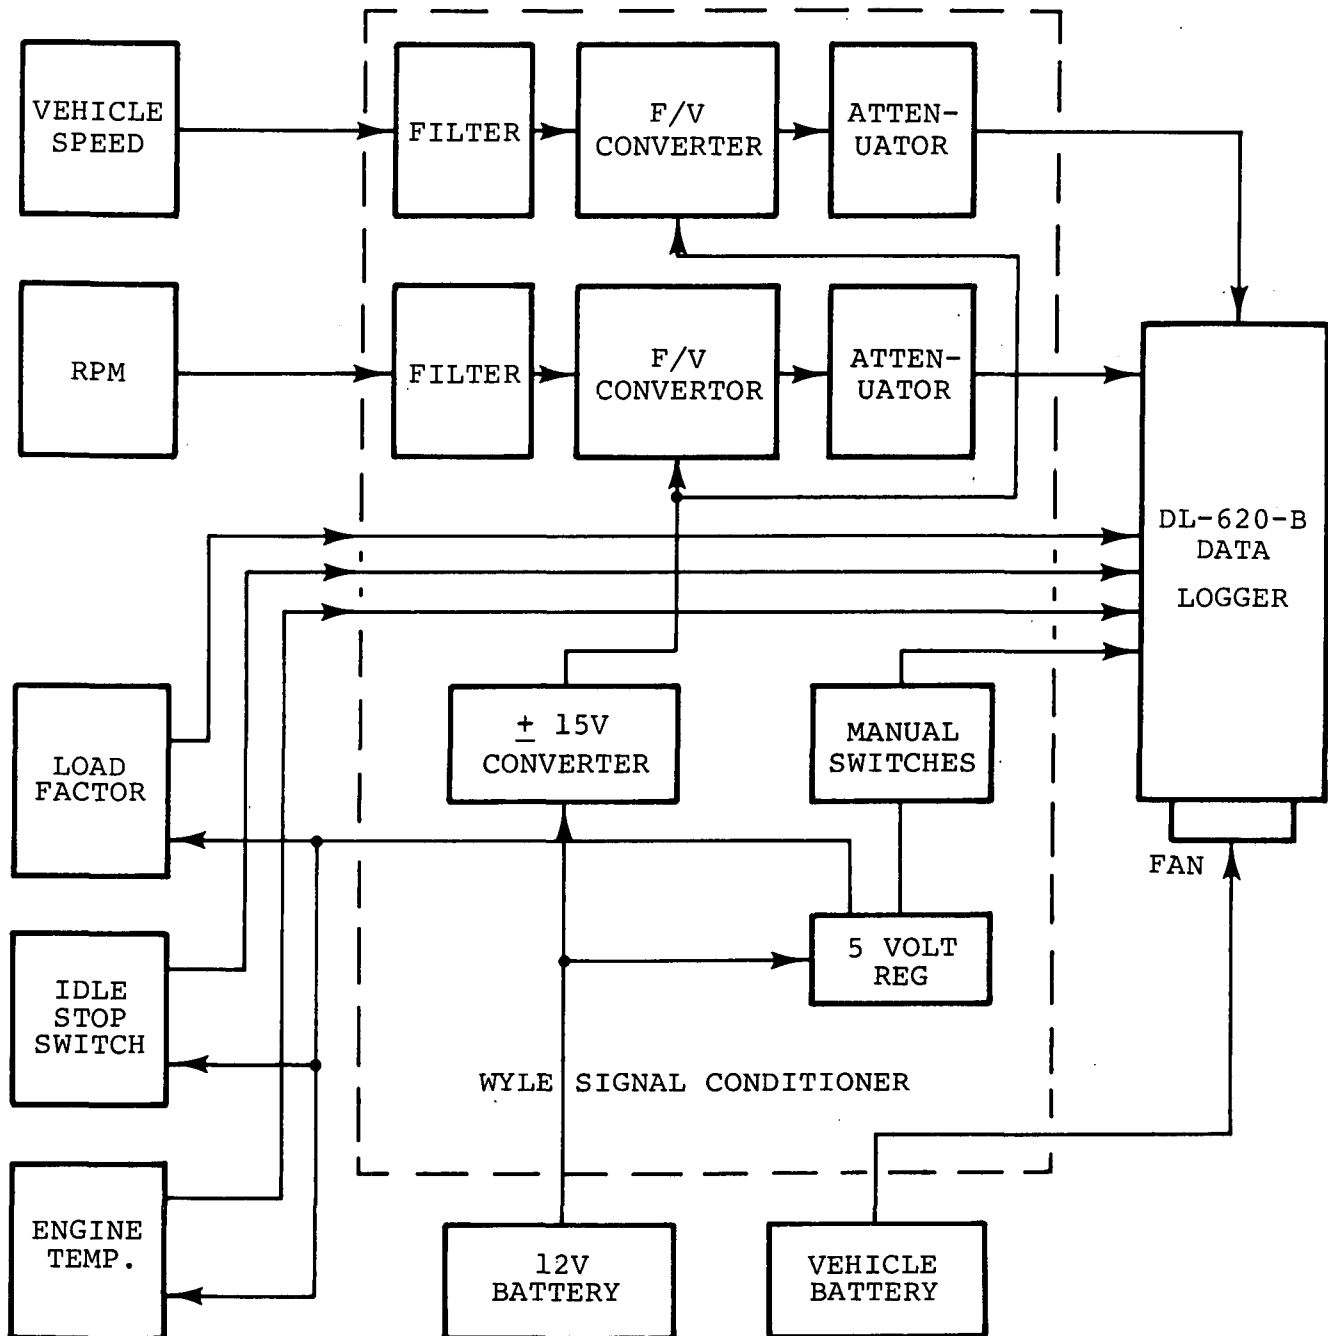 VEHICLE
SPEED
FILTER
F/V
CONVERTER
ATTEN-
UATOR
RPM
FILTER
F/V
CONVERTOR
ATTEN-
UATOR
DL-620-B
DATA
LOGGER
± 15V
CONVERTER
MANUAL
SWITCHES
LOAD
FACTOR
FAN
5 VOLT
REG
IDLE
STOP
SWITCH
WYLE SIGNAL CONDITIONER
ENGINE
TEMP.
12V
BATTERY
VEHICLE
BATTERY